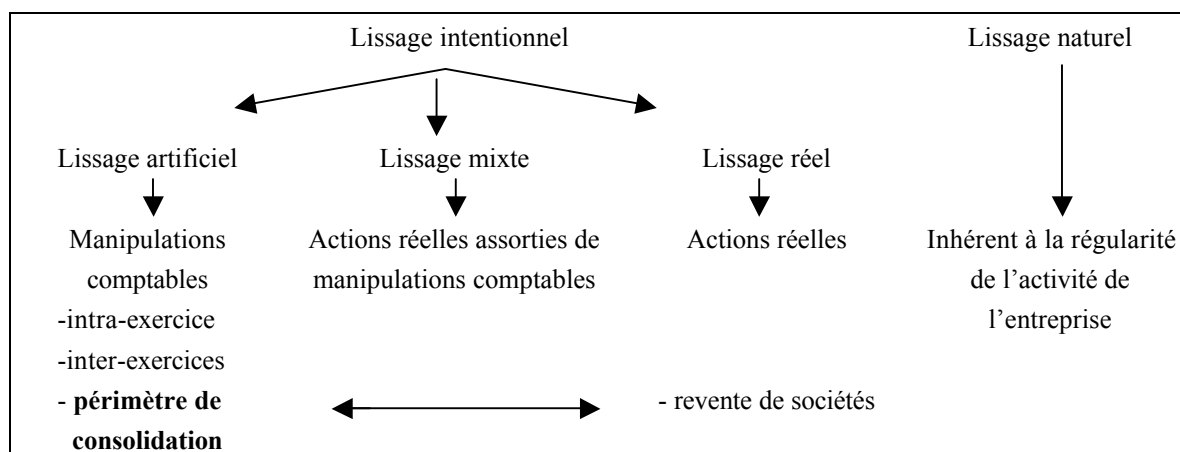 Lissage intentionnel
Lissage naturel
Lissage artificiel
Lissage mixte
Lissage réel
Manipulations
comptables
-intra-exercice
-inter-exercices
- périmètre de
consolidation
Actions réelles assorties de
manipulations comptables
Actions réelles
- revente de sociétés
Inhérent à la régularité
de l’activité de
l’entreprise